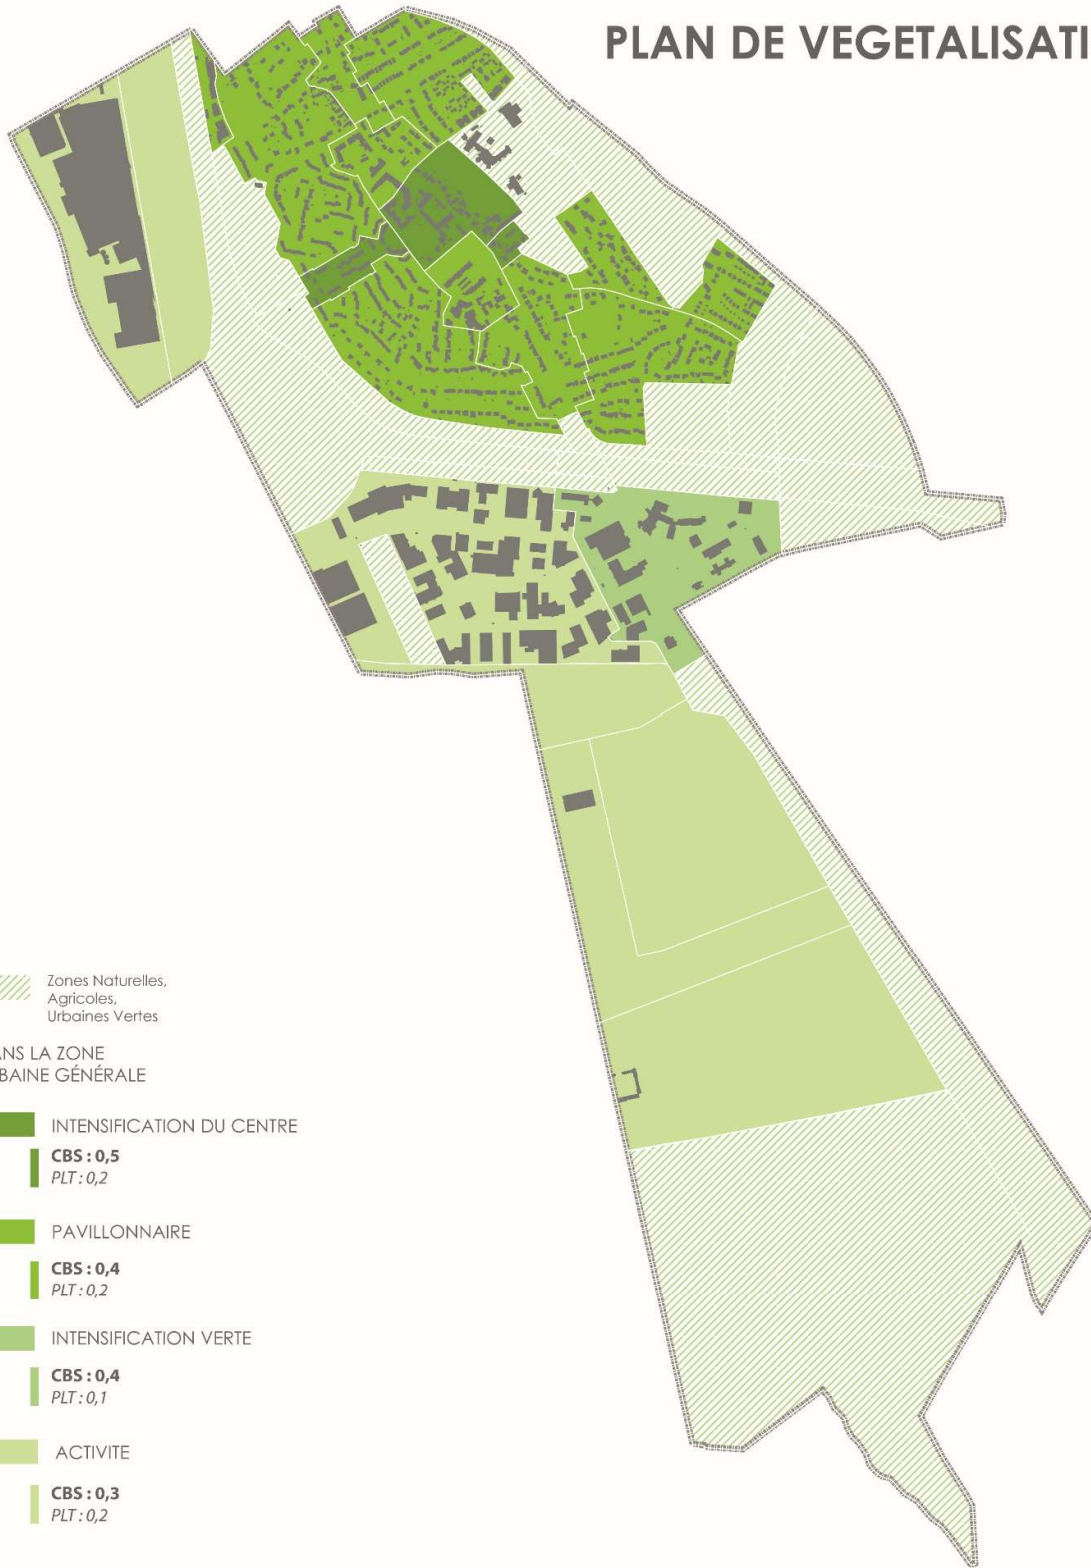 PLAN DE VEGETALISATI
Zones Naturelles,
Agricoles,
Urbaines Vertes
ANS LA ZONE
BAINE GÉNÉRALE
INTENSIFICATION DU CENTRE
CBS : 0,5
PLT : 0,2
PAVILLONNAIRE
CBS : 0,4
PLT : 0,2
INTENSIFICATION VERTE
CBS : 0,4
PLT : 0,1
ACTIVITE
CBS : 0,3
PLT : 0,2